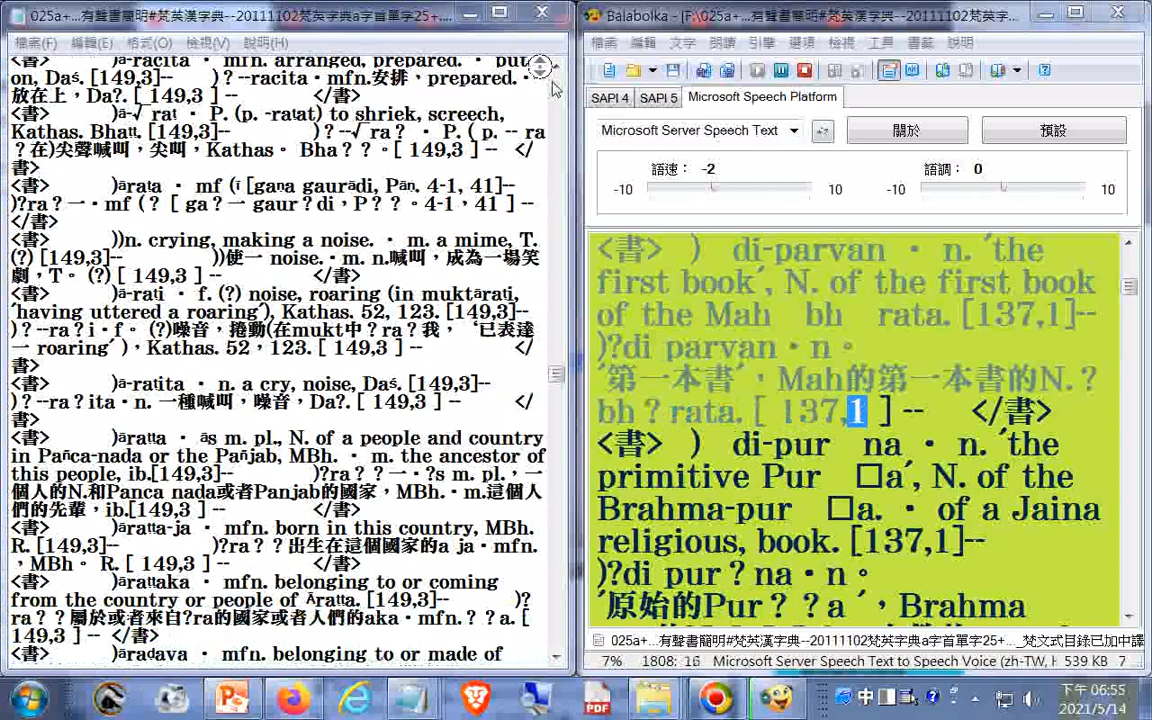 有聲書簡明#梵英漢字典--20111102梵英字典a字首單字25+...
檔案(F) 編輯(E) 格式(O) 檢視(V) 說明(H)
<書> )ā-racita · mfn. arranged, prepared. · put
on, Daś. [149,3]-- )?--racita·mfn.安排，prepared.·
放在上，Da?. [ 149,3 ] -- </書>
<書> )ā-√ raṭ · P. (p. -raṭat) to shriek, screech,
Kathas. Bhaṭṭ. [149,3]-- )?--√ ra? · P. ( p. -- ra
?在)尖聲喊叫，尖叫，Kathas。 Bha??。[ 149,3 ] -- </
書>
<書> )āraṭa · mf (ī [gaṇa gaurādi, Pāṇ. 4-1, 41]--
)?ra?一·mf (? [ ga?一 gaur?di，P??。4-1，41 ] --
</書>
<書> ))n. crying, making a noise. · m. a mime, T.
(?) [149,3]-- ))使一 noise.·m. n.喊叫，成為一場笑
劇，T。 (?) [ 149,3 ] -- </書>
<書> )ā-raṭi · f. (?) noise, roaring (in muktāraṭi,
'having uttered a roaring'), Kathas. 52, 123. [149,3]--
)?--ra?i·f。 (?)噪音，捲動(在mukt中?ra?我，‵已表達
一 roaring′)，Kathas. 52，123. [ 149,3 ] -- </
書>
<書> )ā-raṭita · n. a cry, noise, Daś. [149,3]--
)?--ra?ita·n. 一種喊叫，噪音，Da?. [ 149,3 ] -- </
書>
<書> )āraṭṭa · ās m. pl., N. of a people and country
in Pañca-nada or the Pañjab, MBh. · m. the ancestor of
this people, ib.[149,3]-- )?ra??一·?s m. pl.，一
個人的N.和Panca nada或者Panjab的國家，MBh.·m.這個人
們的先輩，ib.[149,3 ] -- </書>
<書> )āraṭṭa-ja · mfn. born in this country, MBh.
R. [149,3]-- )?ra??出生在這個國家的a ja·mfn.
，MBh。 R. [ 149,3 ] -- </書>
<書> )āraṭṭaka · mfn. belonging to or coming
from the country or people of Āraṭṭa. [149,3]-- )?
ra??屬於或者來自?ra的國家或者人們的aka·mfn.??a. [
149,3 ] -- </書>
<書> )āraḍava · mfn. belonging to or made of
Balabolka - [F:\025a+...有聲書簡明#梵英漢字典--20111102梵英字...
檔案 編輯 文字 朗讀 引擎 選項 檢視 工具 書籤 說明
SAPI 4 SAPI 5 Microsoft Speech Platform
Microsoft Server Speech Text 關於 預設
語速： -2 語調： 0
-10 10 -10 10
<書> ) di-parvan · n. 'the
first book', N. of the first book
of the Mah bh rata. [137,1]--
)?di parvan·n。
‵第一本書′，Mah的第一本書的N.?
bh?rata. [ 137,1 ] -- </書>
<書> ) di-pur na · n. 'the
primitive Pur □a', N. of the
Brahma-pur □a. · of a Jaina
religious, book. [137,1]--
)?di pur?na·n。
‵原始的Pur??a′，Brahma
025a+...有聲書簡明#梵英漢字典--20111102梵英字典a字首單字25+..._梵文式目錄已加中譯
7% 1808: 16 Microsoft Server Speech Text to Speech Voice (zh-TW, H 539 KB 7
中
下午 06:55
2021/5/14